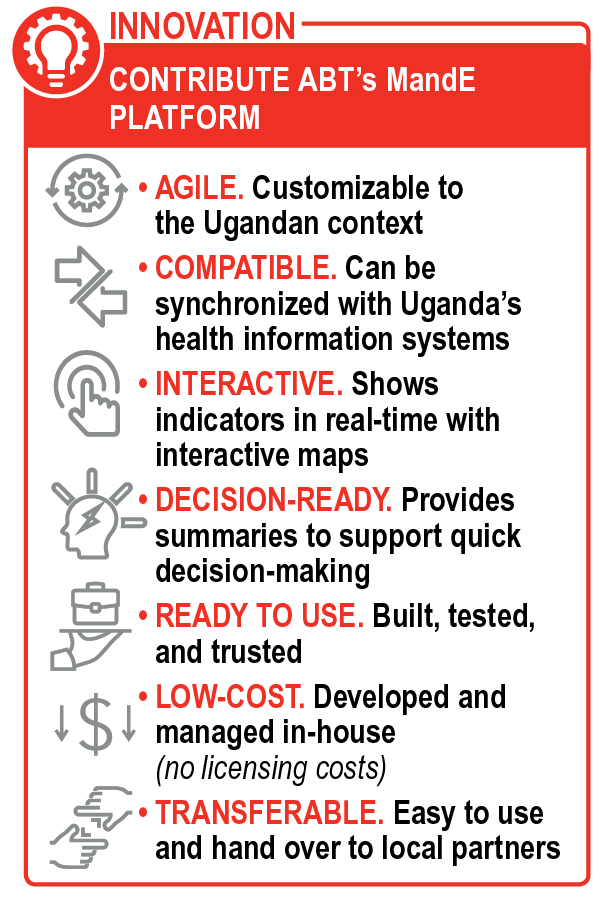 INNOVATION
CONTRIBUTE ABT's MandE
PLATFORM
• AGILE. Customizable to
the Ugandan context
• COMPATIBLE. Can be
synchronized with Uganda's
health information systems
• INTERACTIVE. Shows
indicators in real-time with
interactive maps
• DECISION-READY. Provides
summaries to support quick
decision-making
• READY TO USE. Built, tested,
and trusted
• LOW-COST. Developed and
managed in-house
(no licensing costs)
• TRANSFERABLE. Easy to use
and hand over to local partners